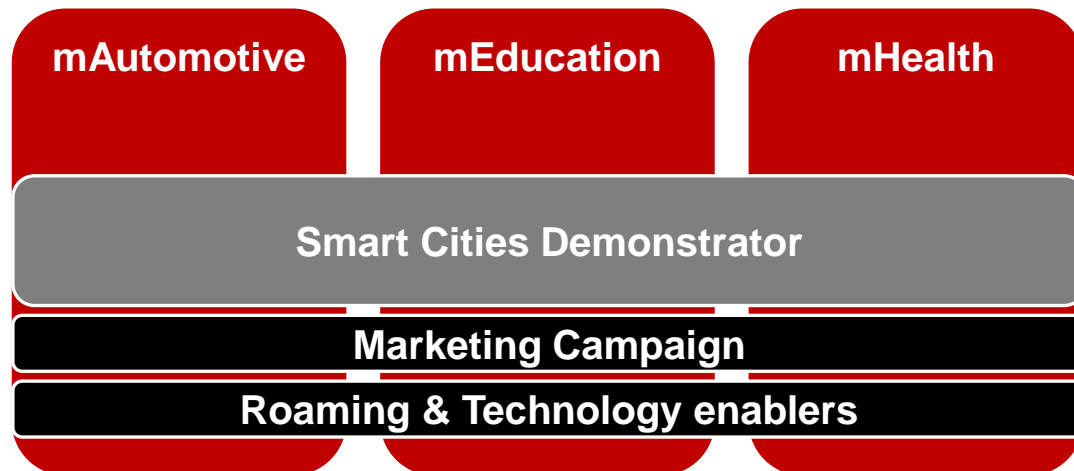 mAutomotive
mEducation
mHealth
Smart Cities Demonstrator
Marketing Campaign
Roaming & Technology enablers